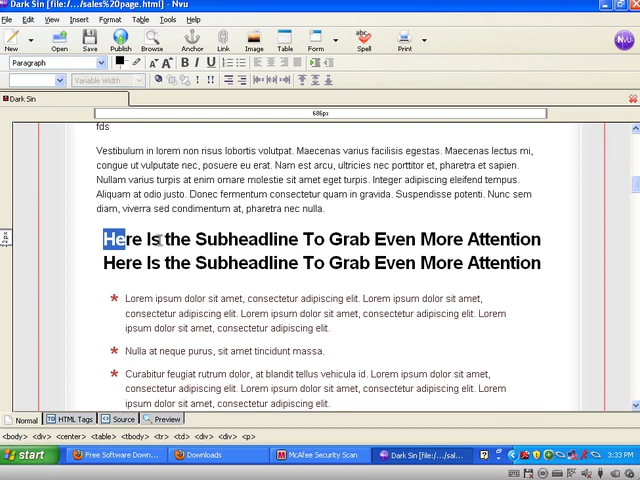 Dark Sin [file:/.../sales%20page.html] - Nvu
File Edit View Insert Format Table Tools Help
New Open Save Publish Browse Anchor Link Image Table Form Spell Print
Paragraph
Variable Width
Dark Sin
686px
fds
Vestibulum in lorem non risus lobortis volutpat. Maecenas varius facilisis egestas. Maecenas lectus mi,
congue ut vulputate nec, posuere eu erat. Nam est arcu, ultricies nec porttitor et, pharetra et sapien.
Nullam varius turpis at enim ornare molestie sit amet eget turpis. Integer adipiscing eleifend tempus.
Aliquam at odio justo. Donec fermentum consectetur quam in gravida. Suspendisse potenti. Nunc sem
diam, viverra sed condimentum at, pharetra nec nulla.
Here Is the Subheadline To Grab Even More Attention
Here Is the Subheadline To Grab Even More Attention
Lorem ipsum dolor sit amet, consectetur adipiscing elit. Lorem ipsum dolor sit amet,
consectetur adipiscing elit. Lorem ipsum dolor sit amet, consectetur adipiscing elit. Lorem
ipsum dolor sit amet, consectetur adipiscing elit.
Nulla at neque purus, sit amet tincidunt massa.
Curabitur feugiat rutrum dolor, at blandit tellus vehicula id. Lorem ipsum dolor sit amet,
consectetur adipiscing elit. Lorem ipsum dolor sit amet, consectetur adipiscing elit. Lorem
ipsum dolor sit amet, consectetur adipiscing elit.
Normal HTML Tags Source Preview
<body> <div> <center> <table> <tbody> <tr> <td> <div> <div> <p>
start Free Software Down... Downloads McAfee Security Scan Dark Sin [file:/.../sal... 3:33 PM